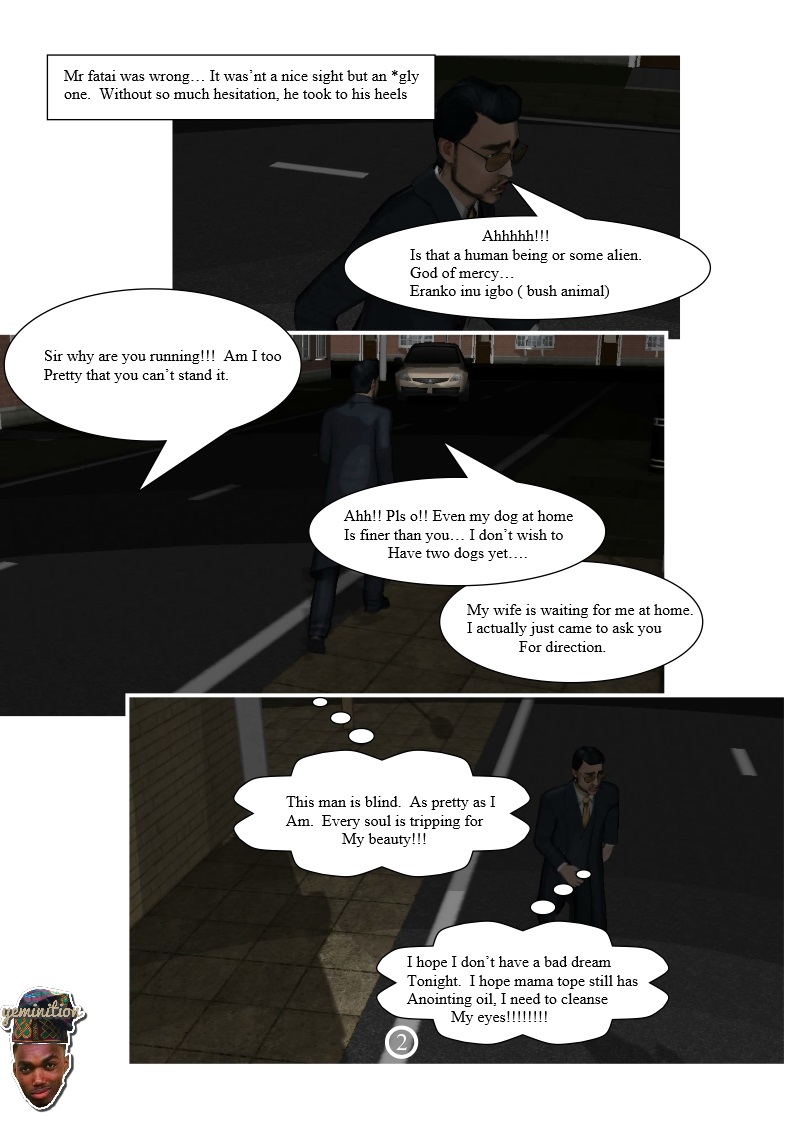 Mr fatai was wrong… It was’nt a nice sight but an *gly
one.  Without so much hesitation, he took to his heels
Ahhhhh!!!
Is that a human being or some alien.
God of mercy…
Eranko inu igbo ( bush animal)
Sir why are you running!!!  Am I too
Pretty that you can’t stand it.
Ahh!! Pls o!! Even my dog at home
Is finer than you… I don’t wish to
Have two dogs yet….
My wife is waiting for me at home.
I actually just came to ask you
For direction.
This man is blind.  As pretty as I
Am.  Every soul is tripping for
My beauty!!!
I hope I don’t have a bad dream
Tonight.  I hope mama tope still has
Anointing oil, I need to cleanse
My eyes!!!!!!!!
yeminition
2